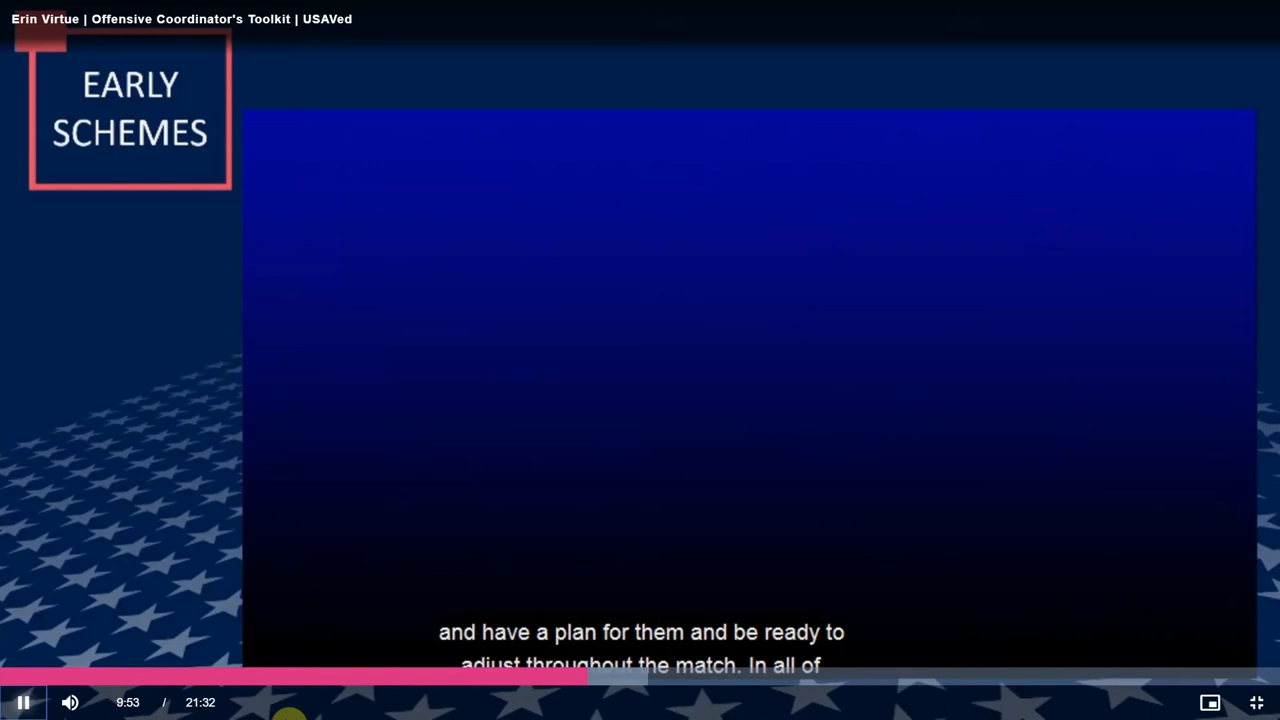 Erin Virtue | Offensive Coordinator's Toolkit | USAVed
EARLY
SCHEMES
and have a plan for them and be ready to
adjust throughout the match. In all of
9:53 / 21:32